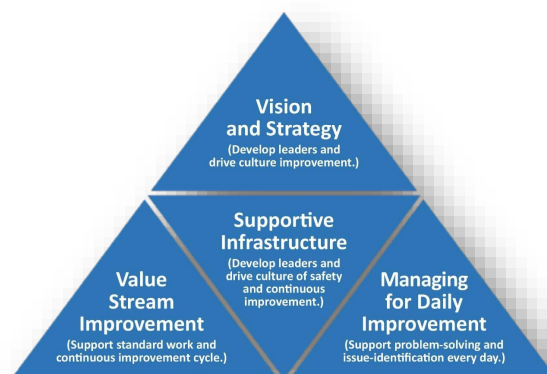 Vision
and Strategy
(Develop leaders and
drive culture improvement.)
Supportive
Infrastructure
(Develop leaders and
drive culture of safety
and continuous
improvement.)
Value
Stream
Improvement
(Support standard work and
continuous improvement cycle.)
Managing
for Daily
Improvement
(Support problem-solving and
issue-identification every day.)